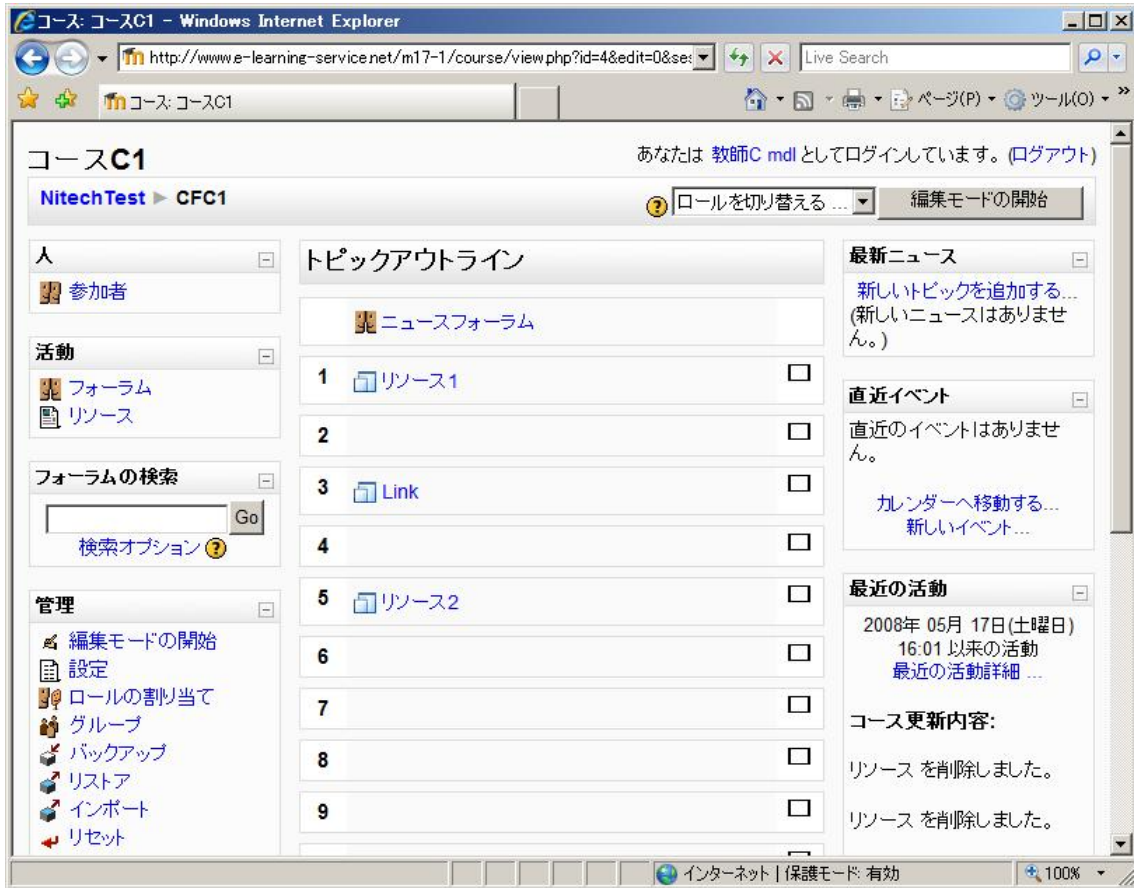 コース: コースC1 - Windows Internet Explorer
http://www.e-learning-service.net/m17-1/course/view.php?id=4&edit=0&ses
Live Search
コース: コースC1
ページ(P)
ツール(O)
コースC1
あなたは 教師C mdl としてログインしています。(ログアウト)
NitechTest ► CFC1
ロールを切り替える ...
編集モードの開始
人
参加者
活動
フォーラム
リソース
フォーラムの検索
Go
検索オプション
管理
編集モードの開始
設定
ロールの割り当て
グループ
バックアップ
リストア
インポート
リセット
トピックアウトライン
ニュースフォーラム
1 リソース1
2
3 Link
4
5 リソース2
6
7
8
9
最新ニュース
新しいトピックを追加する...
(新しいニュースはありませ
ん。)
直近イベント
直近のイベントはありませ
ん。
カレンダーへ移動する...
新しいイベント...
最近の活動
2008年 05月 17日(土曜日)
16:01 以来の活動
最近の活動詳細 ...
コース更新内容:
リソース を削除しました。
リソース を削除しました。
インターネット | 保護モード: 有効
100%